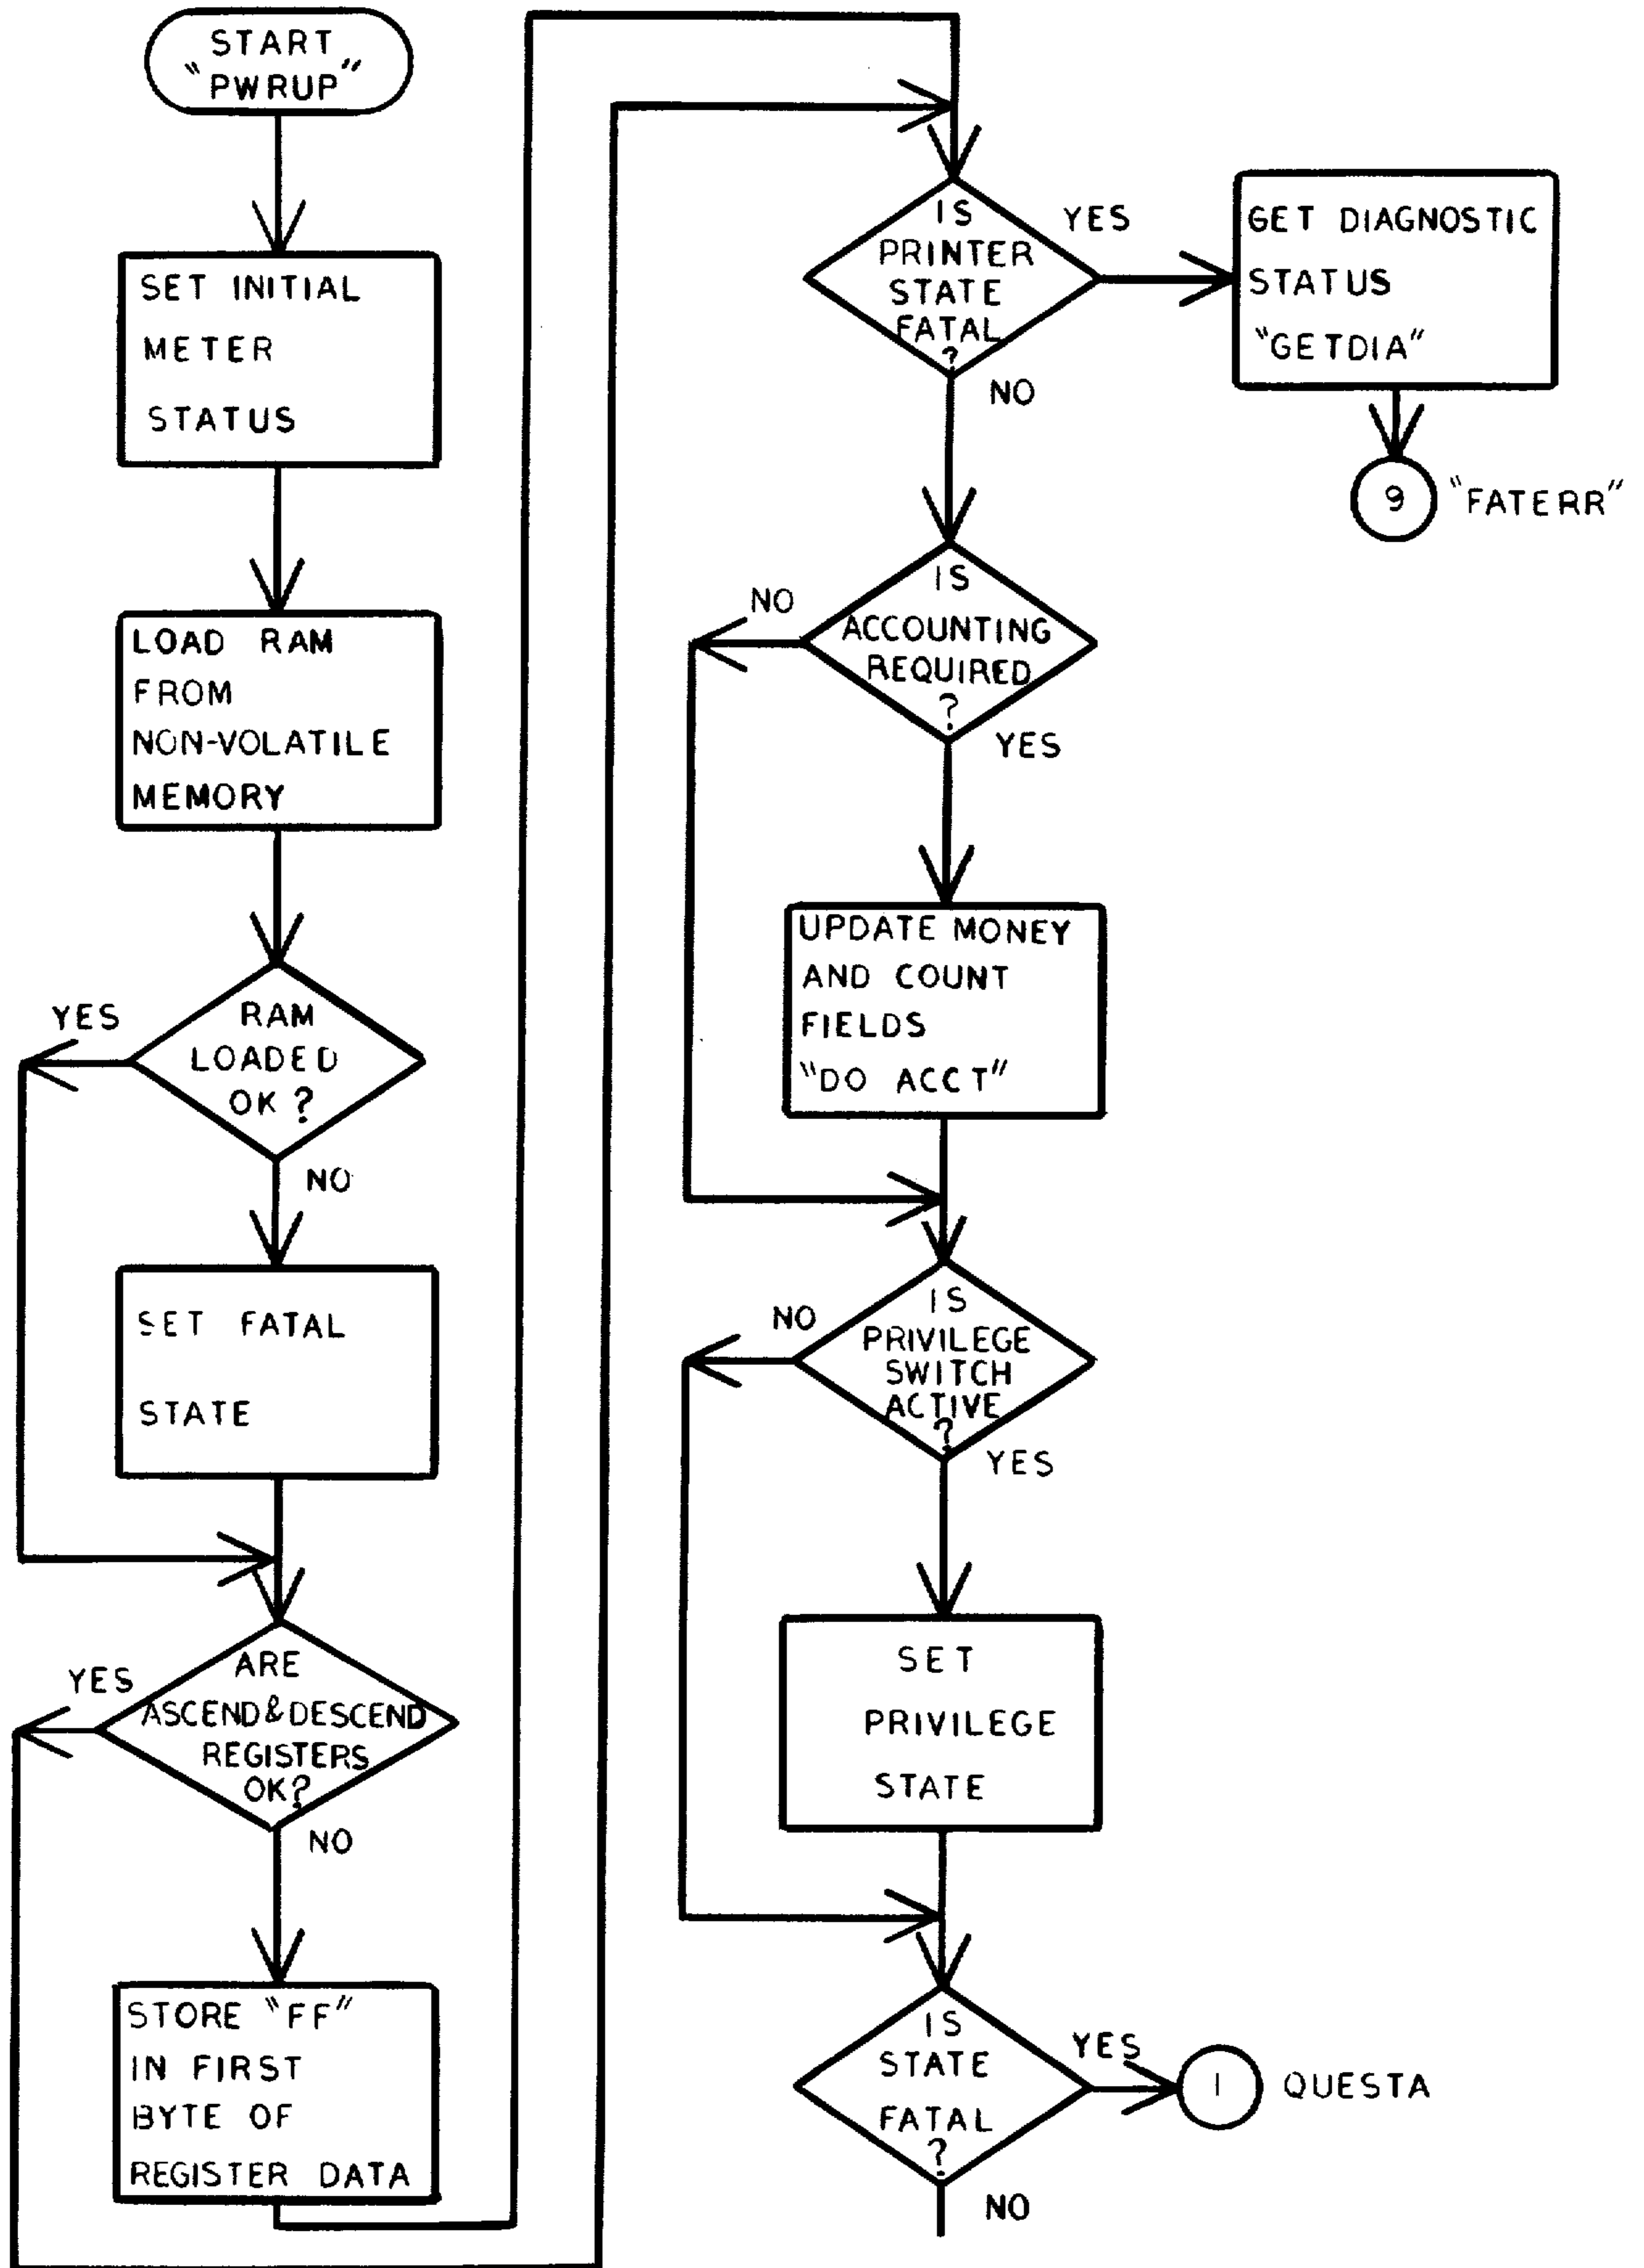 START
"PWRUP"
SET INITIAL
METER
STATUS
LOAD RAM
FROM
NON-VOLATILE
MEMORY
RAM
LOADED
OK?
YES
NO
SET FATAL
STATE
ARE
ASCEND&DESCEND
REGISTERS
OK?
YES
NO
STORE "FF"
IN FIRST
BYTE OF
REGISTER DATA
IS
PRINTER
STATE
FATAL
?
YES
NO
GET DIAGNOSTIC
STATUS
"GETDIA"
9 "FATERR"
IS
ACCOUNTING
REQUIRED
?
NO
YES
UPDATE MONEY
AND COUNT
FIELDS
"DO ACCT"
IS
PRIVILEGE
SWITCH
ACTIVE
?
NO
YES
SET
PRIVILEGE
STATE
IS
STATE
FATAL
?
YES
1 QUESTA
NO